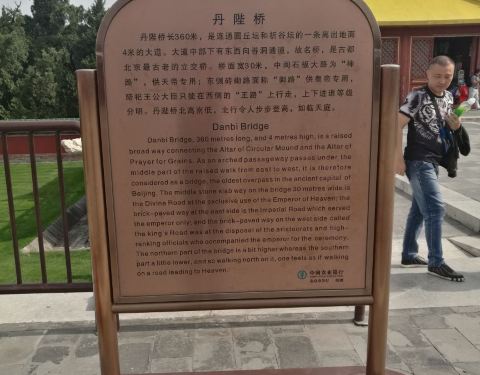 丹陛桥
丹陛桥长360米，是连通圜丘坛和祈谷坛的一条高出地面
4米的大道。大道中部下有东西向券洞通道，故名桥，是古都
北京最古老的立交桥。桥面宽30米，中间石板大路为“神
路”，供天帝专用；东侧砖砌路面称“御路”供皇帝专用，
陪祀王公大臣只能在西侧的“王路”上行走，上下进退等级
分明。丹陛桥北高南低，北行令人步步登高，如临天庭。
Danbi Bridge
Danbi Bridge, 360 metres long, and 4 metres high, is a raised
broad way connecting the Altar of Circular Mound and the Altar of
Prayer for Grains. As an arched passageway passes under the
middle part of the raised walk from east to west, it is therefore
considered as a bridge, the oldest overpass in the ancient capital of
Beijing. The middle stone slab way on the bridge 30 metres wide is
the Divine Road at the exclusive use of the Emperor of Heaven; the
brick-paved way at the east side is the Imperial Road which served
the emperor only; and the brick-paved way on the west side called
the king's Road was at the disposer of the aristocrats and high-
renking officials who accompanied the emperor for the ceremony.
The northern part of the bridge is a bit higher whereas the southern
part a little lower, and so walking north on it, one feels as if walking
on a road leading to Heaven.
中国农业银行